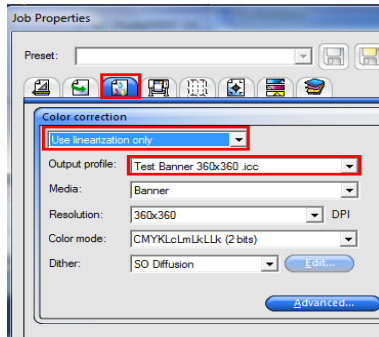 Job Properties
Preset:
Color correction
Use linearization only
Output profile: Test Banner 360x360 .icc
Media: Banner
Resolution: 360x360 DPI
Color mode: CMYKLcLmLkLLk (2 bits)
Dither: SO Diffusion Edit...
Advanced...